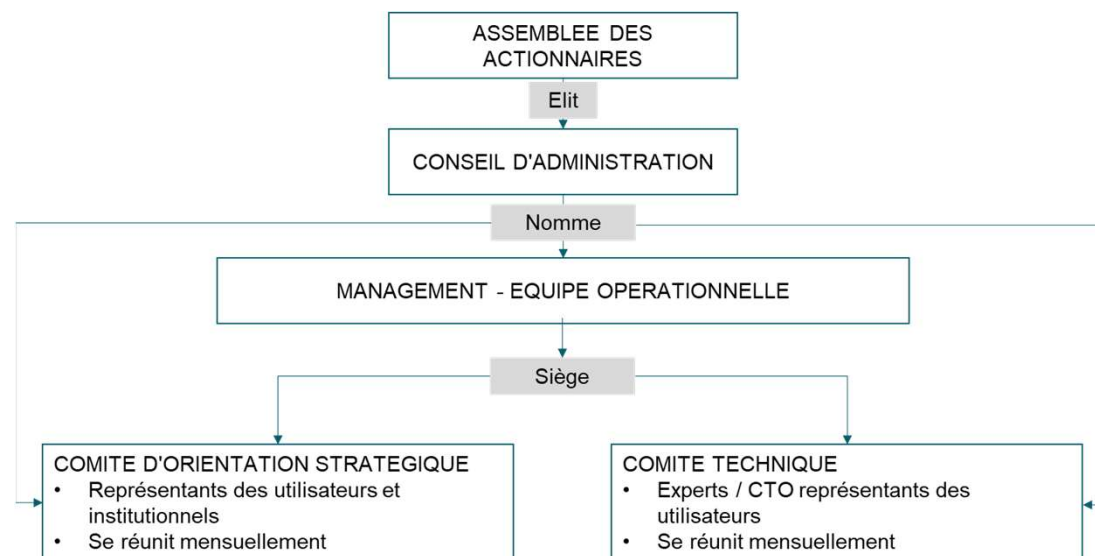 ASSEMBLEE DES
ACTIONNAIRES
Elit
CONSEIL D'ADMINISTRATION
Nomme
MANAGEMENT - EQUIPE OPERATIONNELLE
Siège
COMITE D'ORIENTATION STRATEGIQUE
• Représentants des utilisateurs et
institutionnels
• Se réunit mensuellement
COMITE TECHNIQUE
• Experts / CTO représentants des
utilisateurs
• Se réunit mensuellement